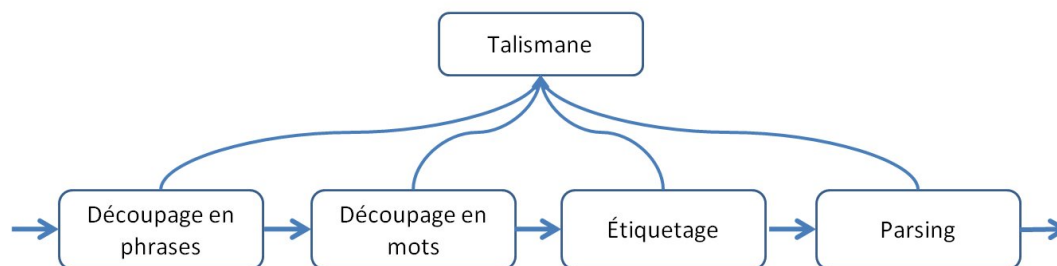 Talismane
Découpage en
phrases
Découpage en
mots
Étiquetage
Parsing